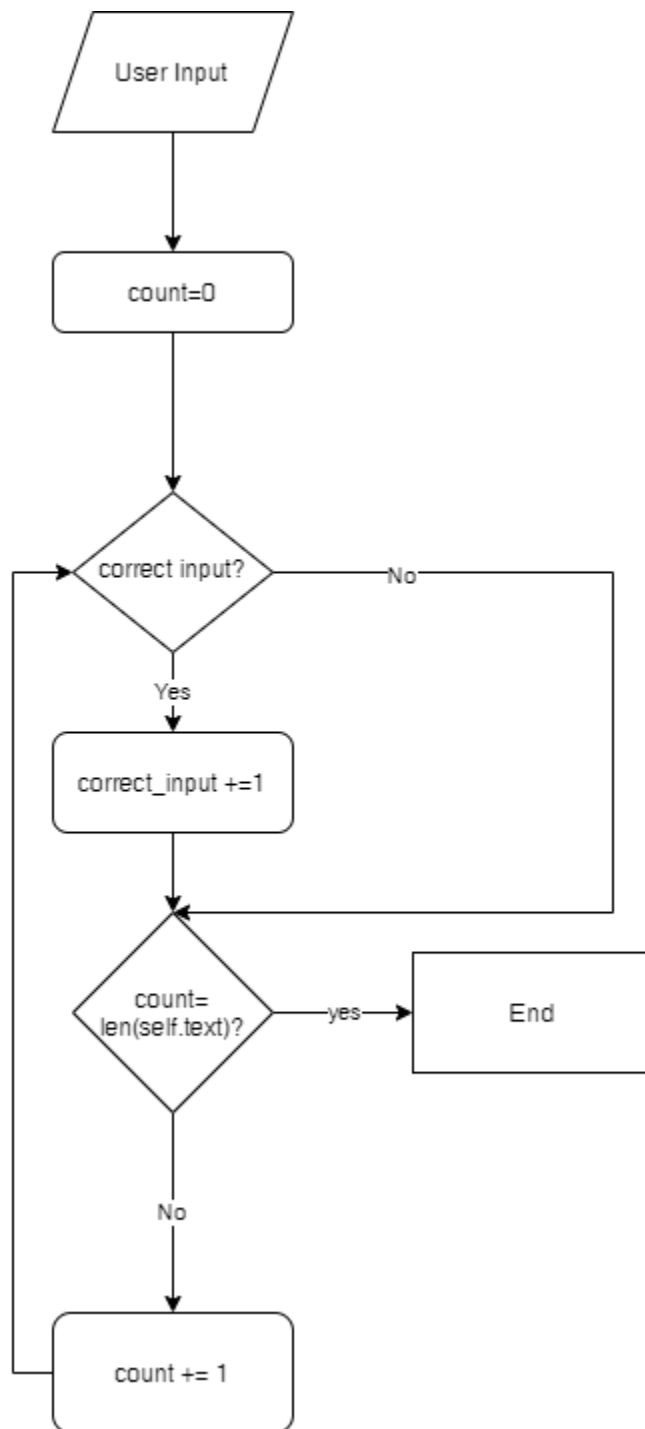 User Input
count=0
correct input?
No
Yes
correct_input +=1
count=
len(self.text)?
yes
End
No
count += 1